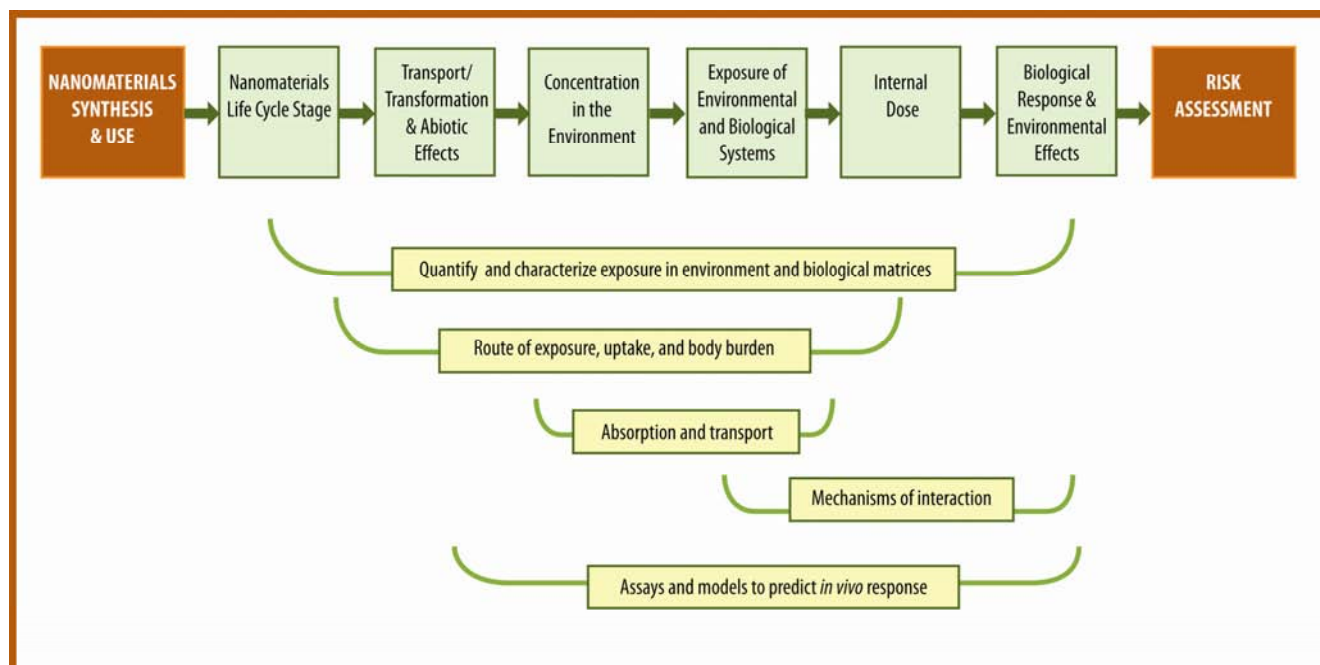 NANOMATERIALS
SYNTHESIS
& USE
Nanomaterials
Life Cycle Stage
Transport/
Transformation
& Abiotic
Effects
Concentration
in the
Environment
Exposure of
Environmental
and Biological
Systems
Internal
Dose
Biological
Response &
Environmental
Effects
RISK
ASSESSMENT
Quantify and characterize exposure in environment and biological matrices
Route of exposure, uptake, and body burden
Absorption and transport
Mechanisms of interaction
Assays and models to predict in vivo response